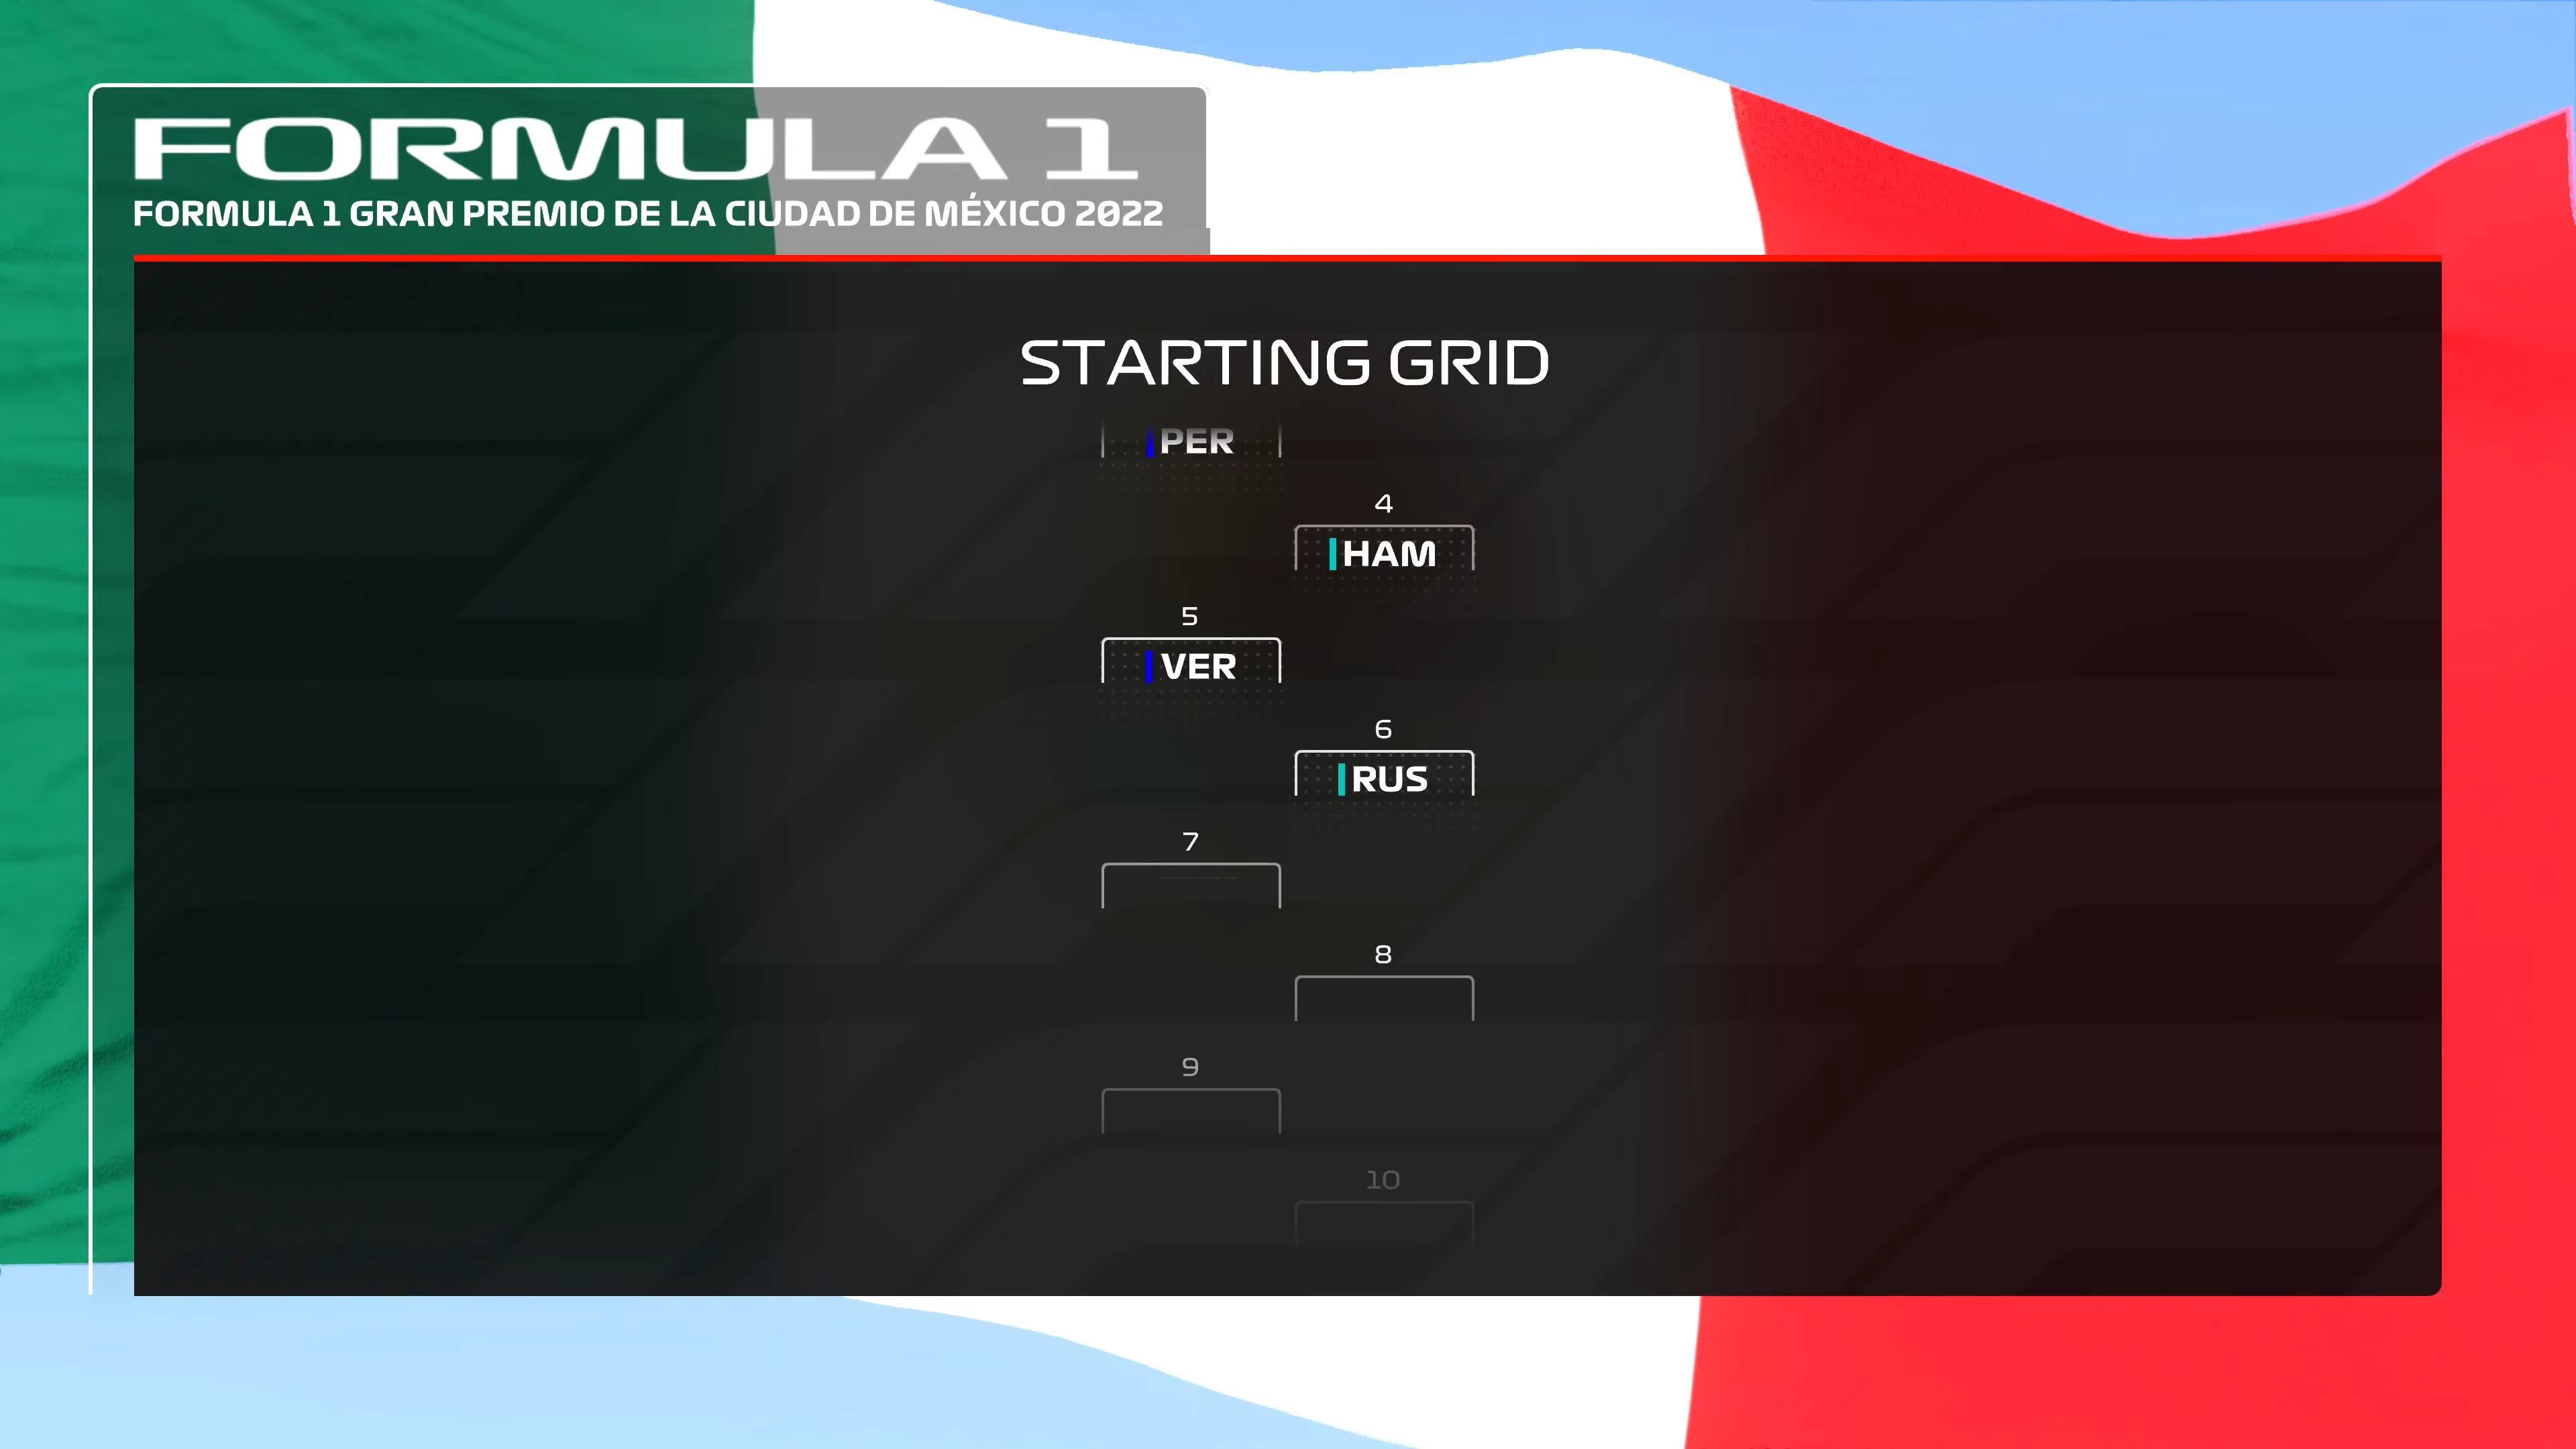 FORMULA 1
FORMULA 1 GRAN PREMIO DE LA CIUDAD DE MÉXICO 2022
STARTING GRID
PER
4
HAM
5
VER
6
RUS
7
8
9
10